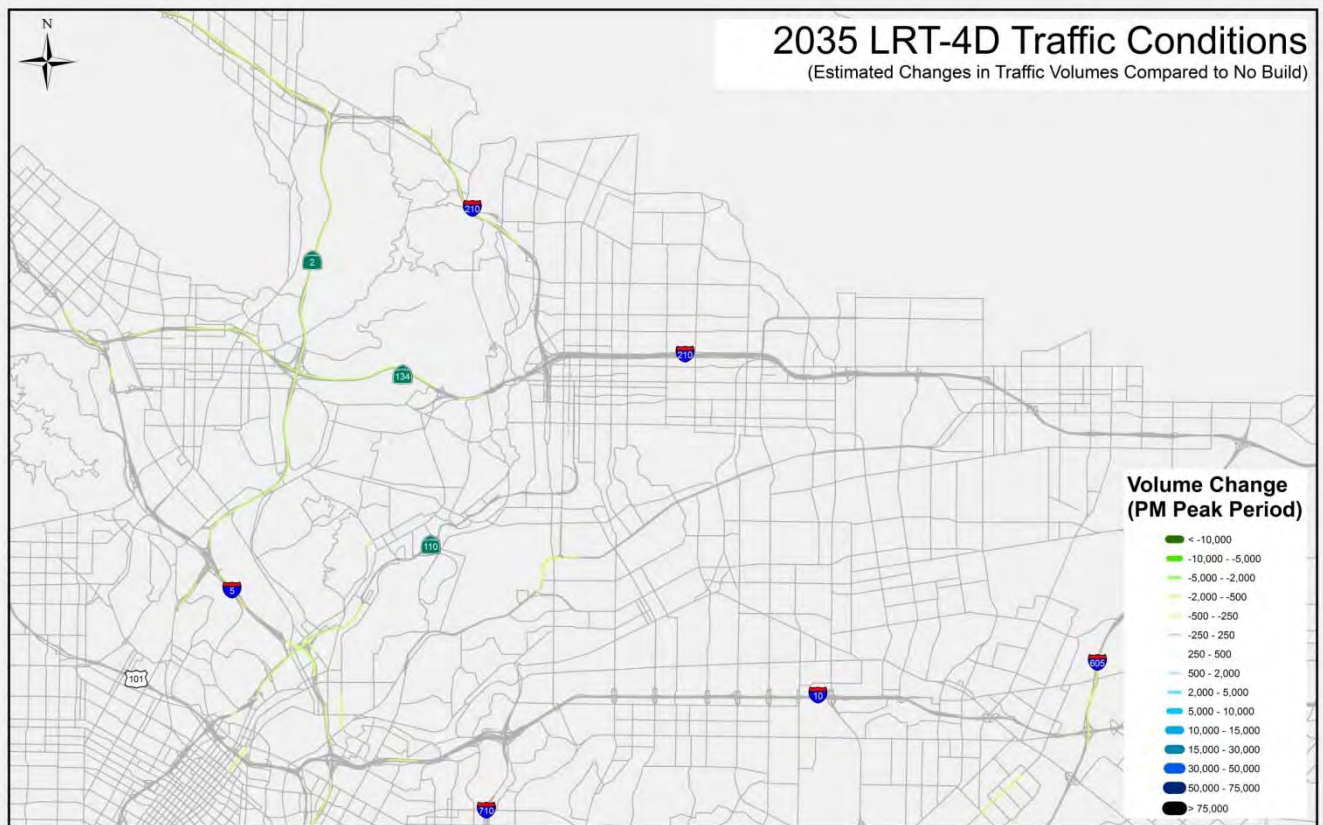 N
2035 LRT-4D Traffic Conditions
(Estimated Changes in Traffic Volumes Compared to No Build)
210
2
210
134
110
5
605
101
10
710
Volume Change
(PM Peak Period)
< -10,000
-10,000 - -5,000
-5,000 - -2,000
-2,000 - -500
-500 - -250
-250 - 250
250 - 500
500 - 2,000
2,000 - 5,000
5,000 - 10,000
10,000 - 15,000
15,000 - 30,000
30,000 - 50,000
50,000 - 75,000
> 75,000